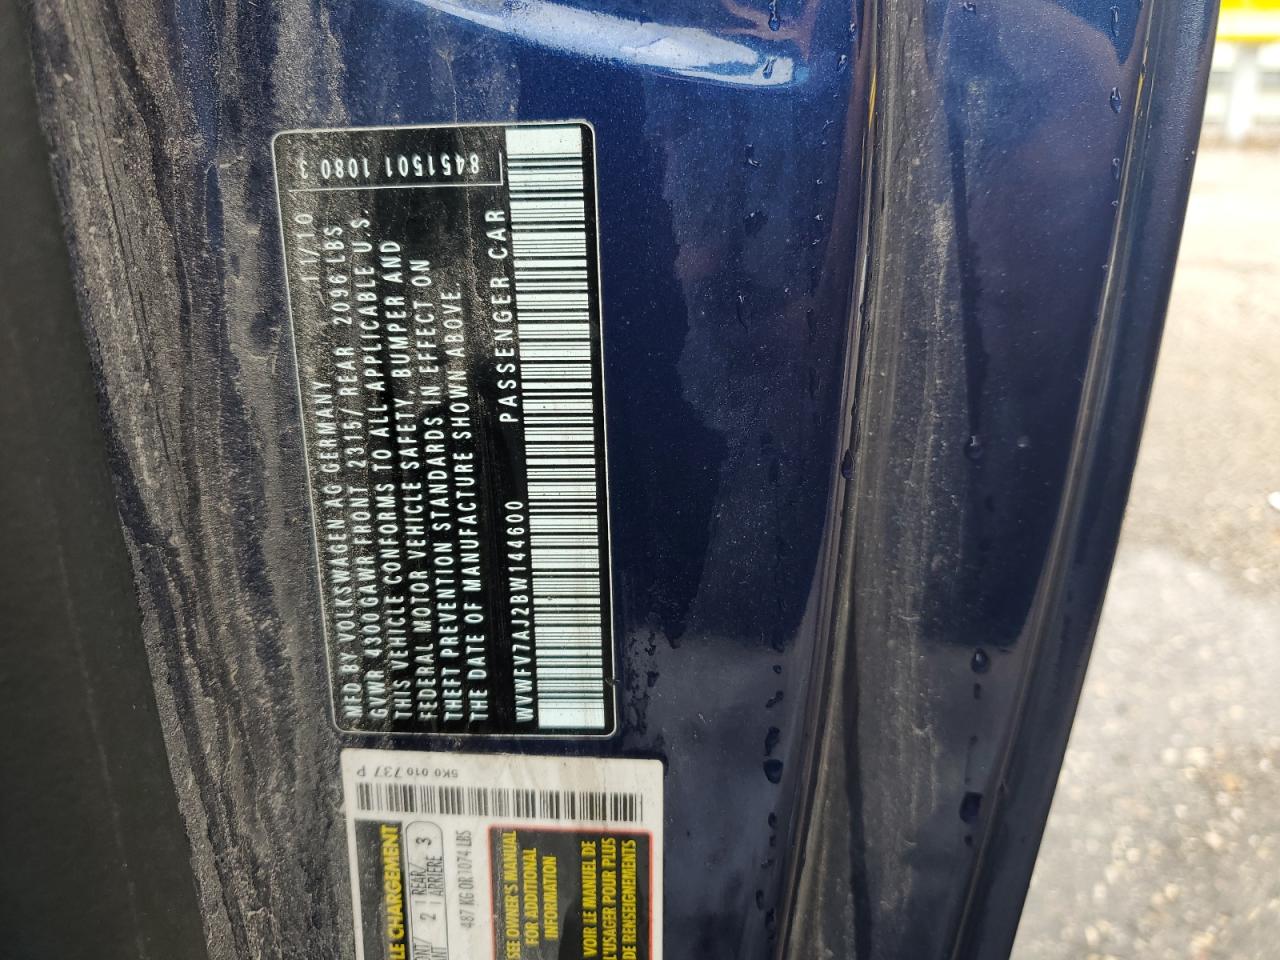 MFD BY VOLKSWAGEN AG GERMANY 11/10
GVWR 4300 GAWR FRONT 2315/ REAR 2096 LBS
THIS VEHICLE CONFORMS TO ALL APPLICABLE U.S.
FEDERAL MOTOR VEHICLE SAFETY, BUMPER AND
THEFT PREVENTION STANDARDS IN EFFECT ON
THE DATE OF MANUFACTURE SHOWN ABOVE.
WVWFV7AJ2BW144600 PASSENGER CAR
8451501 1080 3
5K0 010 737 P
LE CHARGEMENT
2 REAR/ 3
ARRIERE
487 KG OR 1074 LBS
SEE OWNER'S MANUAL
FOR ADDITIONAL
INFORMATION
VOIR LE MANUEL DE
L'USAGER POUR PLUS
DE RENSEIGNEMENTS